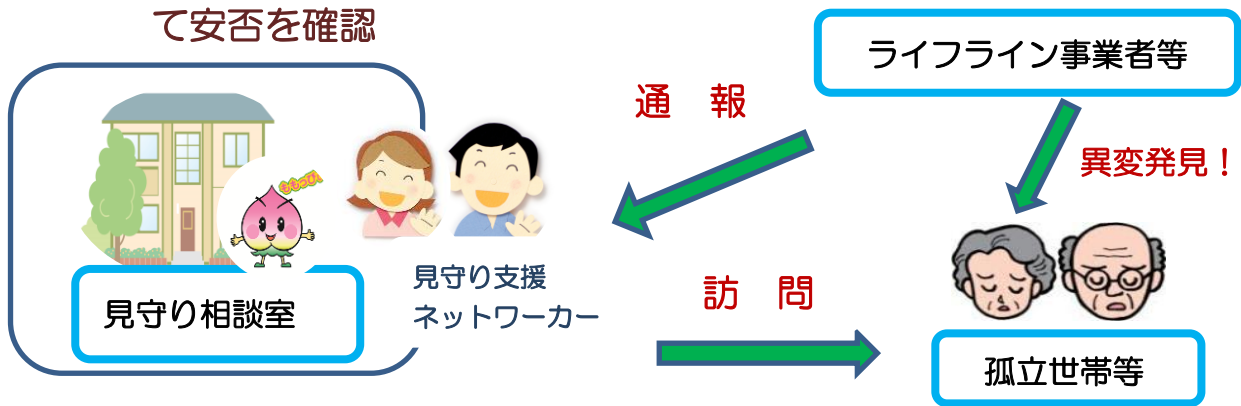 て安否を確認
ライフライン事業者等
通 報
異変発見！
ももっぴ。
見守り支援
ネットワーカー
見守り相談室
訪 問
孤立世帯等